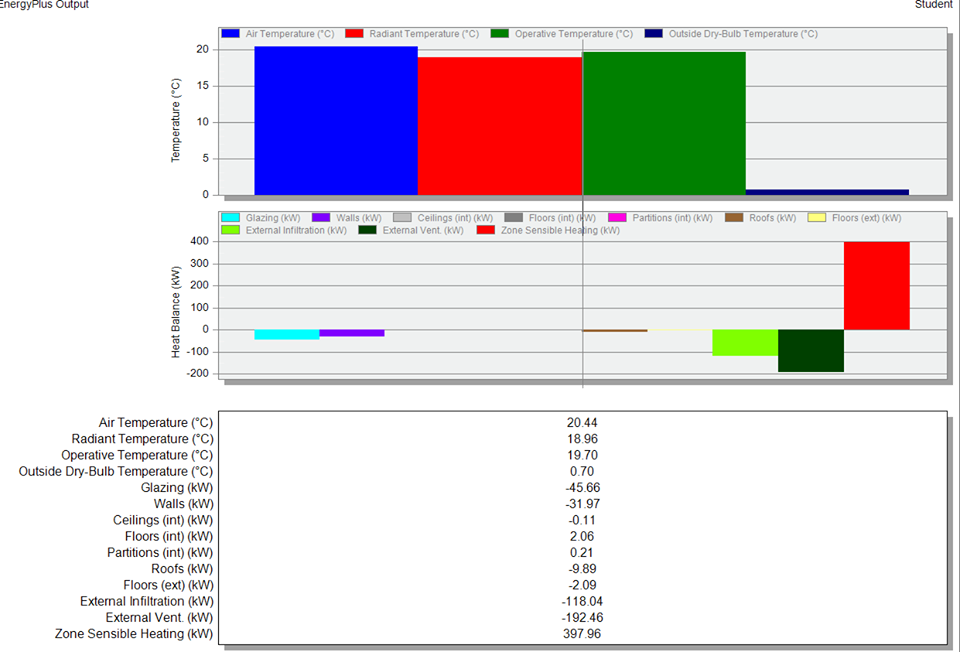 EnergyPlus Output Student
Air Temperature (°C) Radiant Temperature (°C) Operative Temperature (°C) Outside Dry-Bulb Temperature (°C)
20
15
10
5
0
Temperature (°C)
Glazing (kW) Walls (kW) Ceilings (int) (kW) Floors (int) (kW) Partitions (int) (kW) Roofs (kW) Floors (ext) (kW)
External Infiltration (kW) External Vent. (kW) Zone Sensible Heating (kW)
400
300
200
100
0
-100
-200
Heat Balance (kW)
Air Temperature (°C) 20.44
Radiant Temperature (°C) 18.96
Operative Temperature (°C) 19.70
Outside Dry-Bulb Temperature (°C) 0.70
Glazing (kW) -45.66
Walls (kW) -31.97
Ceilings (int) (kW) -0.11
Floors (int) (kW) 2.06
Partitions (int) (kW) 0.21
Roofs (kW) -9.89
Floors (ext) (kW) -2.09
External Infiltration (kW) -118.04
External Vent. (kW) -192.46
Zone Sensible Heating (kW) 397.96